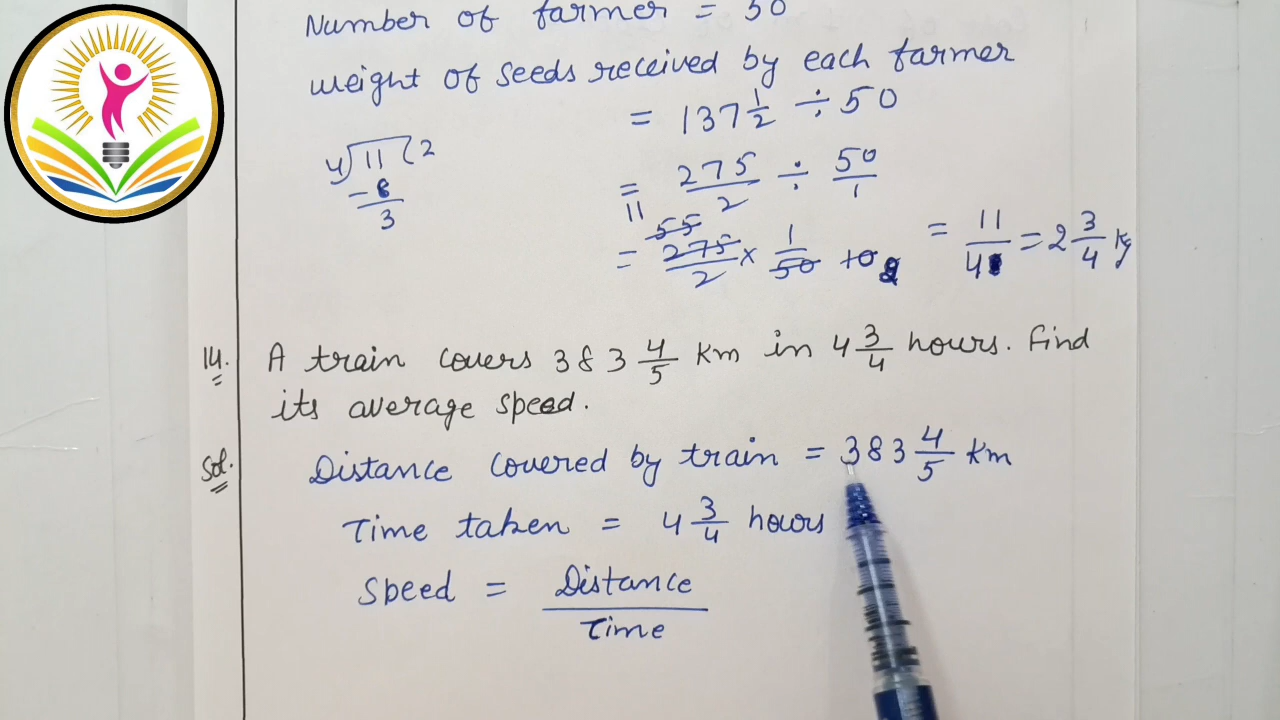 Number of farmer = 50
weight of seeds received by each farmer
= 137 1/2 ÷ 50
4) 11 ( 2
- 8
3
= 275/2 ÷ 50/1
11
55
= 275/2 × 1/50 10 2 = 11/4 = 2 3/4 kg
14. A train covers 383 4/5 km in 4 3/4 hours. Find
its average speed.
Sol. Distance covered by train = 383 4/5 km
Time taken = 4 3/4 hours
Speed = Distance/Time